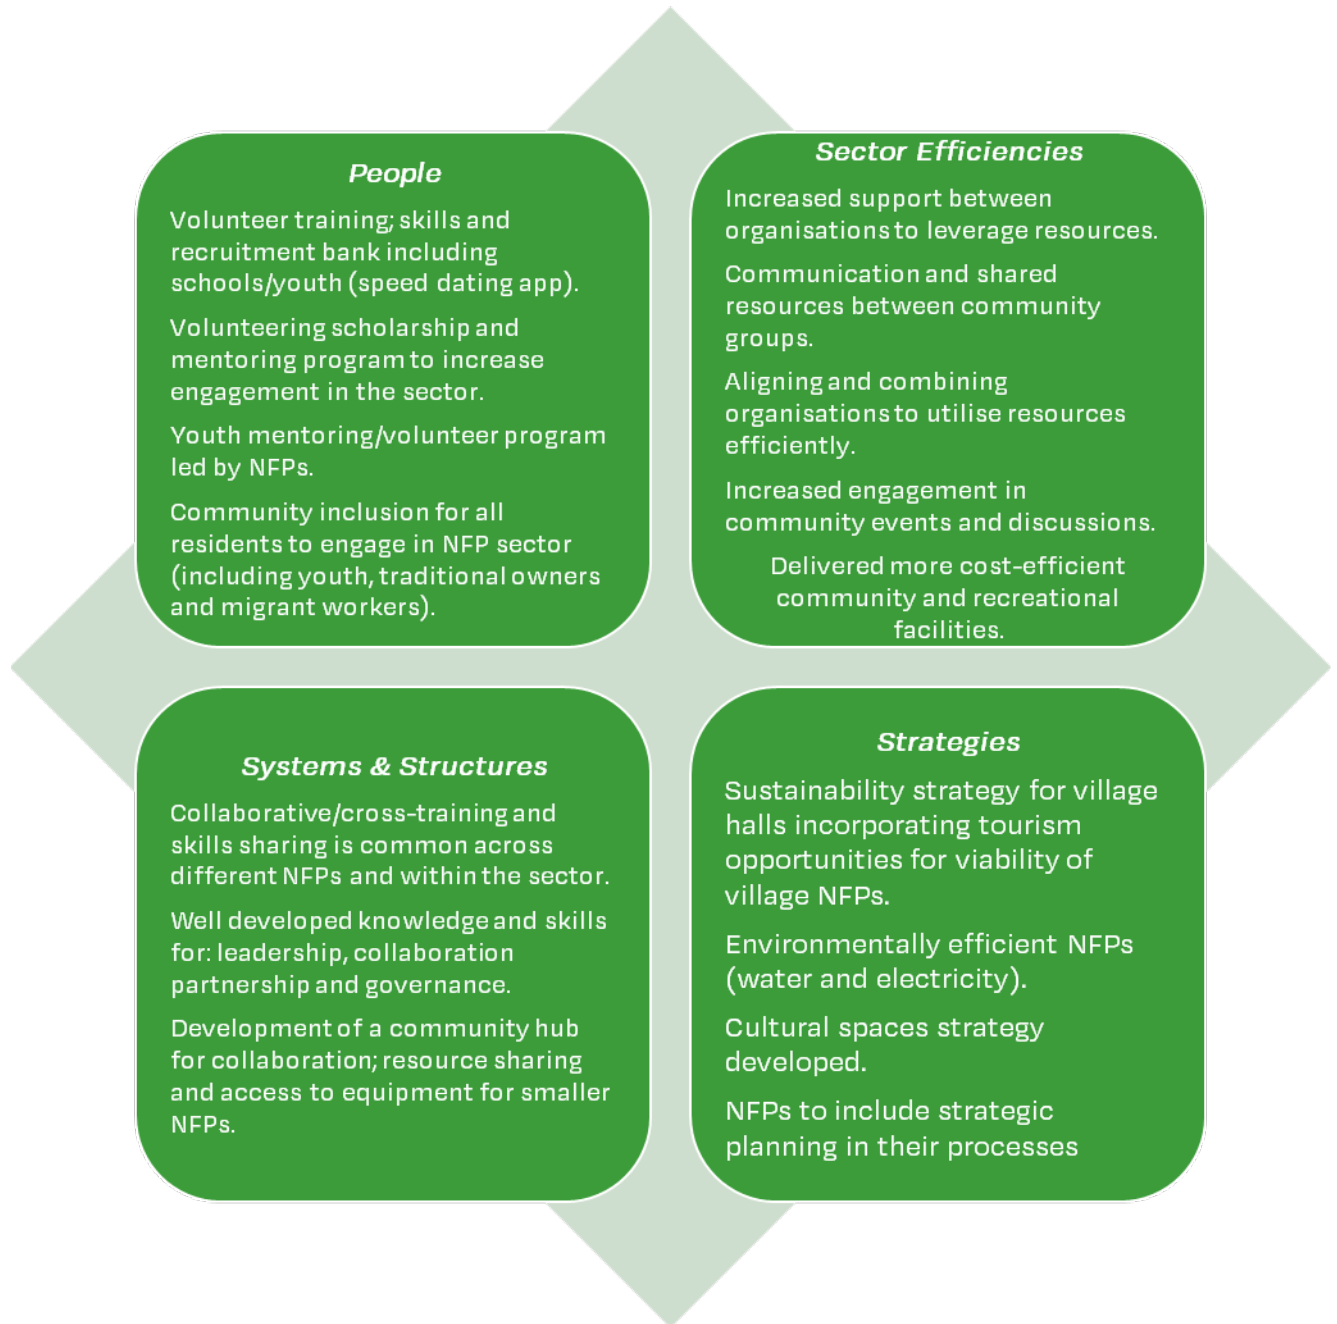 People
Volunteer training; skills and
recruitment bank including
schools/youth (speed dating app).
Volunteering scholarship and
mentoring program to increase
engagement in the sector.
Youth mentoring/volunteer program
led by NFPs.
Community inclusion for all
residents to engage in NFP sector
(including youth, traditional owners
and migrant workers).
Sector Efficiencies
Increased support between
organisations to leverage resources.
Communication and shared
resources between community
groups.
Aligning and combining
organisations to utilise resources
efficiently.
Increased engagement in
community events and discussions.
Delivered more cost-efficient
community and recreational
facilities.
Systems & Structures
Collaborative/cross-training and
skills sharing is common across
different NFPs and within the sector.
Well developed knowledge and skills
for: leadership, collaboration
partnership and governance.
Development of a community hub
for collaboration; resource sharing
and access to equipment for smaller
NFPs.
Strategies
Sustainability strategy for village
halls incorporating tourism
opportunities for viability of
village NFPs.
Environmentally efficient NFPs
(water and electricity).
Cultural spaces strategy
developed.
NFPs to include strategic
planning in their processes